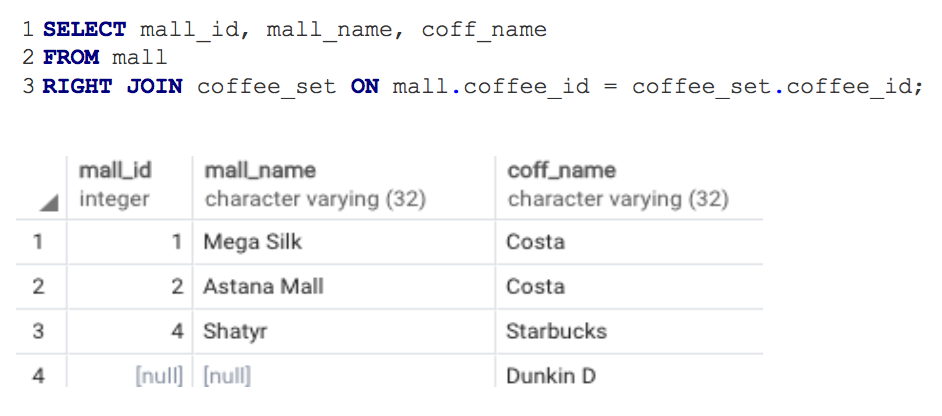 1 SELECT mall_id, mall_name, coff_name
2 FROM mall
3 RIGHT JOIN coffee_set ON mall.coffee_id = coffee_set.coffee_id;
mall_id mall_name coff_name
integer character varying (32) character varying (32)
1 1 Mega Silk Costa
2 2 Astana Mall Costa
3 4 Shatyr Starbucks
4 [null] [null] Dunkin D